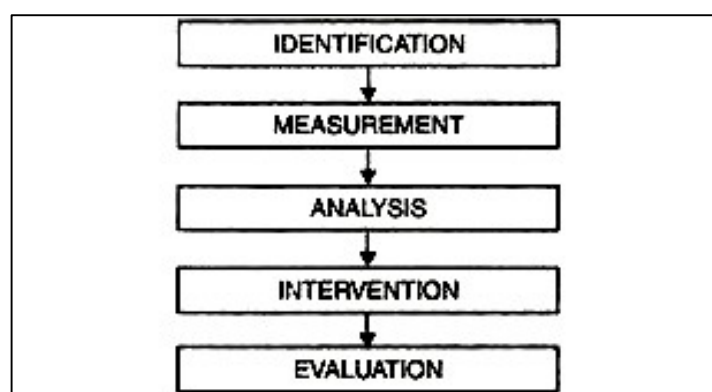 IDENTIFICATION
MEASUREMENT
ANALYSIS
INTERVENTION
EVALUATION